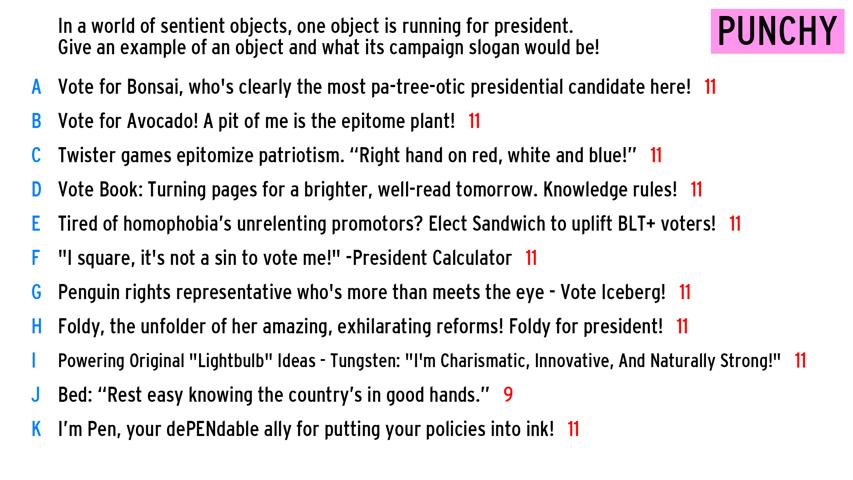 In a world of sentient objects, one object is running for president.
Give an example of an object and what its campaign slogan would be!
PUNCHY
A Vote for Bonsai, who's clearly the most pa-tree-otic presidential candidate here! 11
B Vote for Avocado! A pit of me is the epitome plant! 11
C Twister games epitomize patriotism. “Right hand on red, white and blue!” 11
D Vote Book: Turning pages for a brighter, well-read tomorrow. Knowledge rules! 11
E Tired of homophobia’s unrelenting promotors? Elect Sandwich to uplift BLT+ voters! 11
F "I square, it's not a sin to vote me!" -President Calculator 11
G Penguin rights representative who's more than meets the eye - Vote Iceberg! 11
H Foldy, the unfolder of her amazing, exhilarating reforms! Foldy for president! 11
I Powering Original "Lightbulb" Ideas - Tungsten: "I'm Charismatic, Innovative, And Naturally Strong!" 11
J Bed: “Rest easy knowing the country’s in good hands.” 9
K I’m Pen, your dePENdable ally for putting your policies into ink! 11